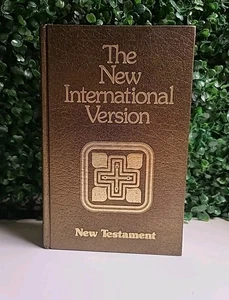 The
New
International
Version
New Testament